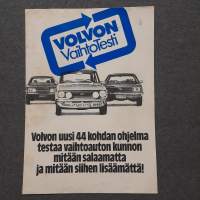 VOLVON
VaihtoTesti
Volvon uusi 44 kohdan ohjelma
testaa vaihtoauton kunnon
mitään salaamatta
ja mitään siihen lisäämättä!